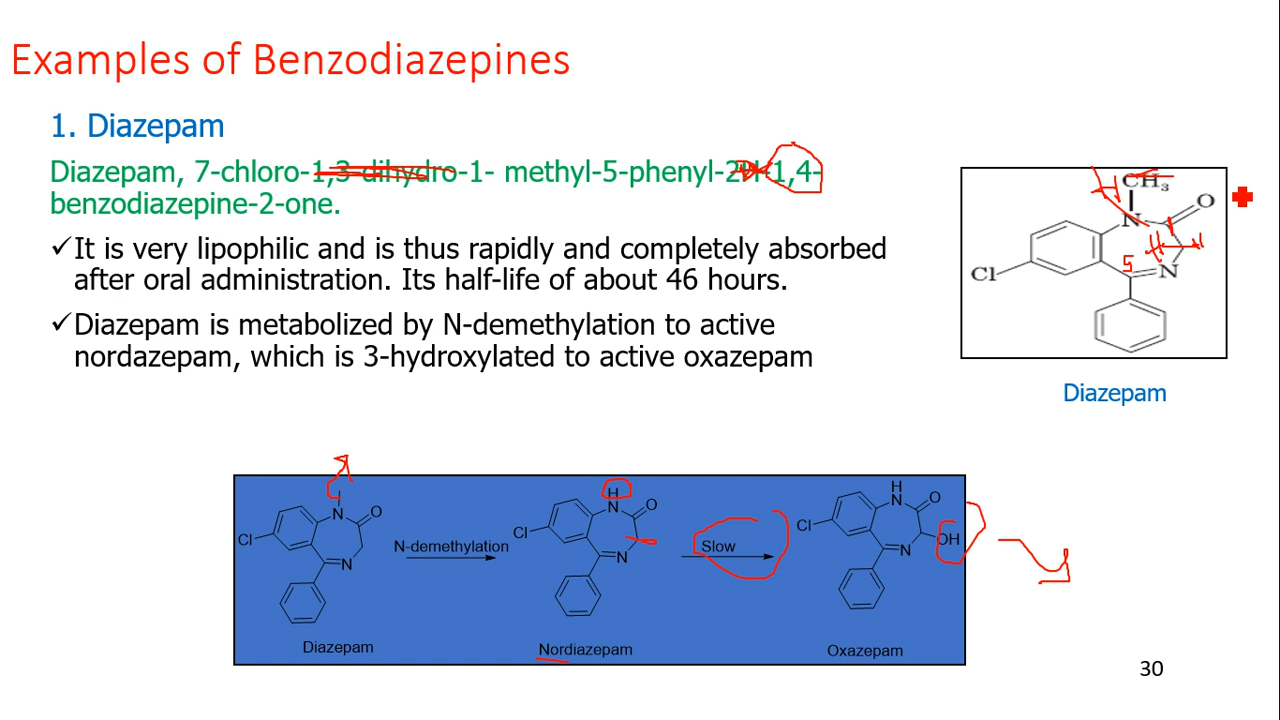 Examples of Benzodiazepines
1. Diazepam
Diazepam, 7-chloro-1,3-dihydro-1- methyl-5-phenyl-2H-1,4-
benzodiazepine-2-one.
✓It is very lipophilic and is thus rapidly and completely absorbed
after oral administration. Its half-life of about 46 hours.
✓Diazepam is metabolized by N-demethylation to active
nordazepam, which is 3-hydroxylated to active oxazepam
CH₃
N
O
5
4
N
Cl
Diazepam
N
O
Cl
N
Diazepam
N-demethylation
H
N
O
Cl
N
Nordiazepam
Slow
H
N
O
Cl
OH
N
Oxazepam
30